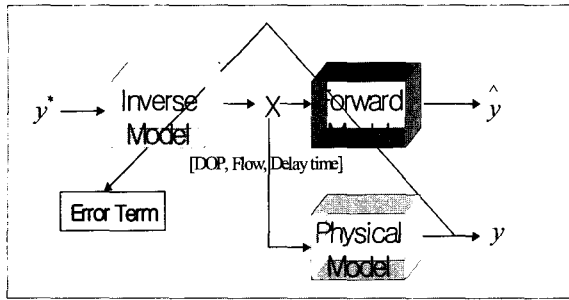 y*
Inverse
Model
X
Forward
ŷ
[DOP, Flow, Delay time]
Error Term
Physical
Model
y